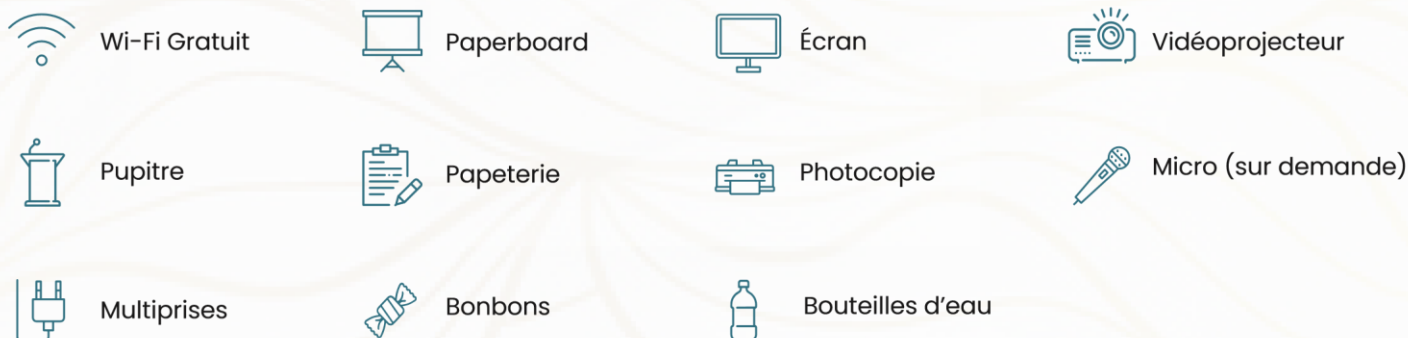 Wi-Fi Gratuit
Paperboard
Écran
Vidéoprojecteur
Pupitre
Papeterie
Photocopie
Micro (sur demande)
Multiprises
Bonbons
Bouteilles d’eau